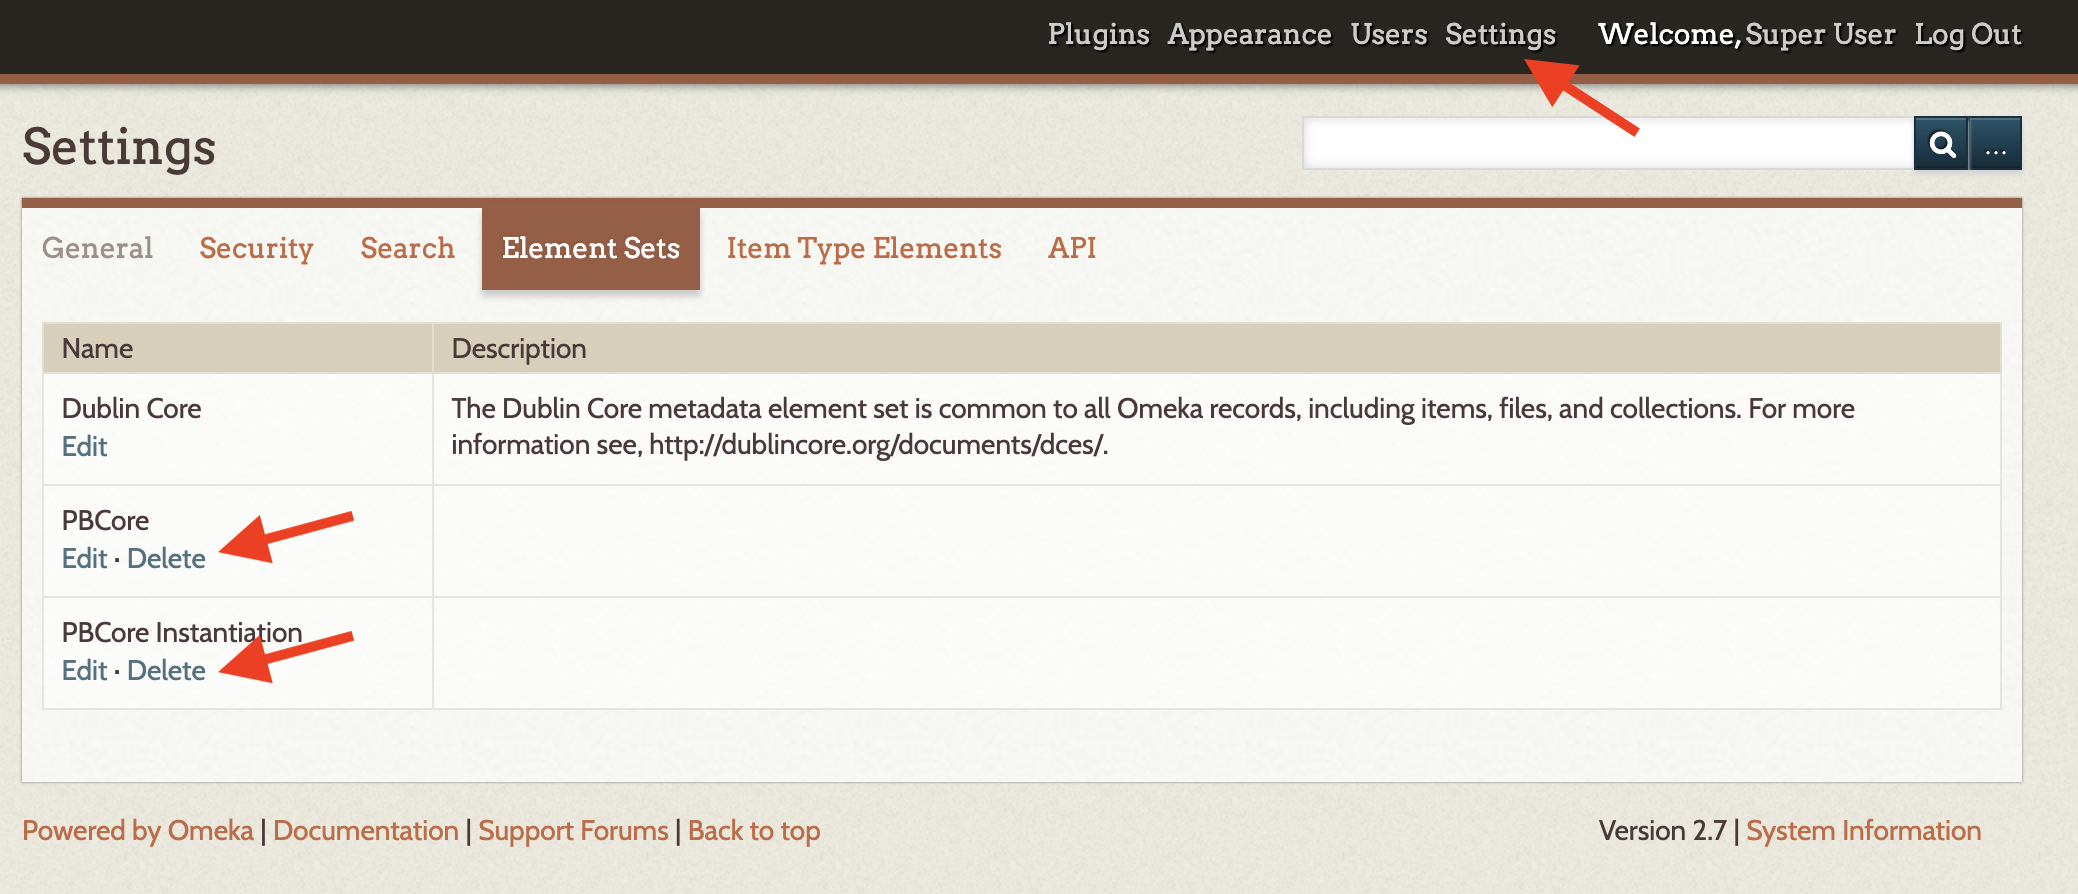 Plugins Appearance Users Settings Welcome, Super User Log Out
Settings
...
General Security Search Element Sets Item Type Elements API
Name Description
Dublin Core
Edit
The Dublin Core metadata element set is common to all Omeka records, including items, files, and collections. For more
information see, http://dublincore.org/documents/dces/.
PBCore
Edit · Delete
PBCore Instantiation
Edit · Delete
Powered by Omeka | Documentation | Support Forums | Back to top
Version 2.7 | System Information